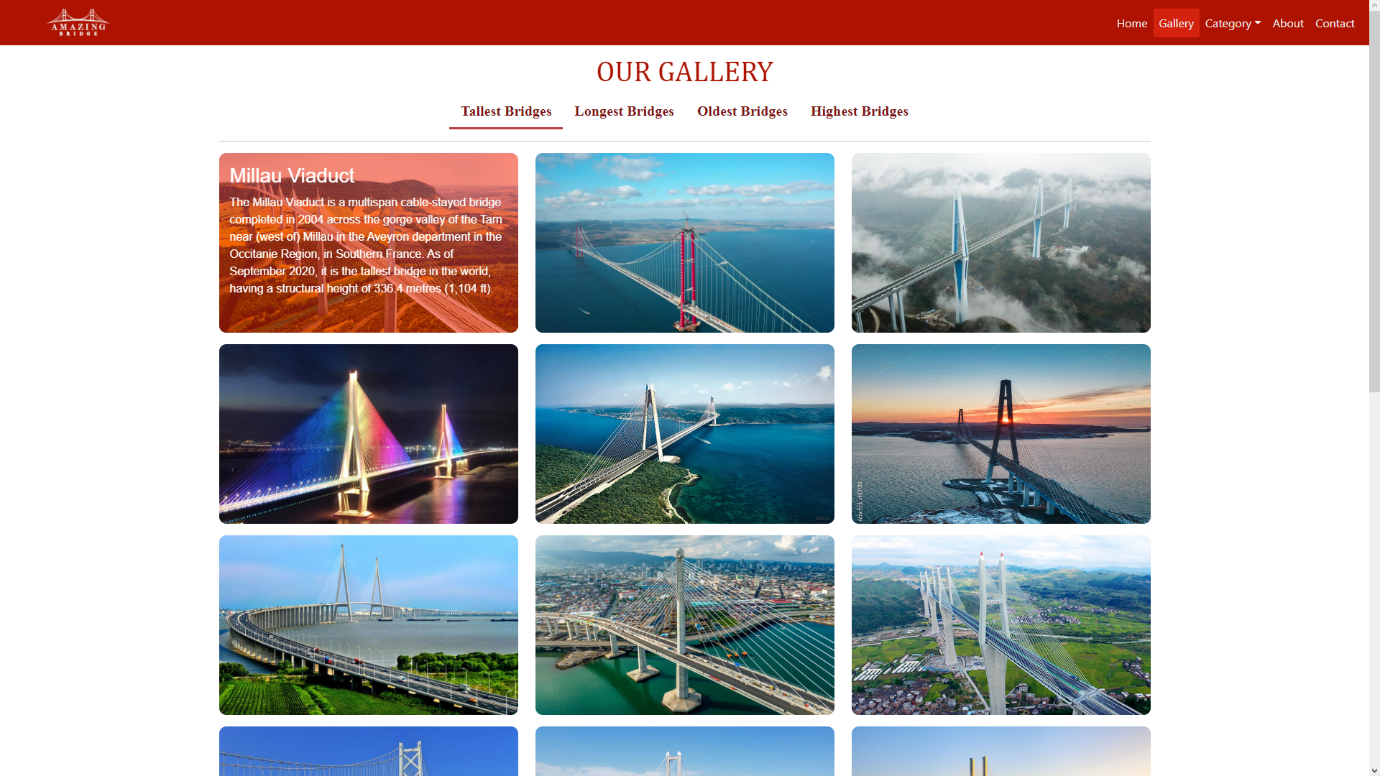 AMAZING
BRIDGE
Home Gallery Category About Contact
OUR GALLERY
Tallest Bridges Longest Bridges Oldest Bridges Highest Bridges
Millau Viaduct
The Millau Viaduct is a multispan cable-stayed bridge
completed in 2004 across the gorge valley of the Tarn
near (west of) Millau in the Aveyron department in the
Occitanie Region, in Southern France. As of
September 2020, it is the tallest bridge in the world,
having a structural height of 336.4 metres (1,104 ft).